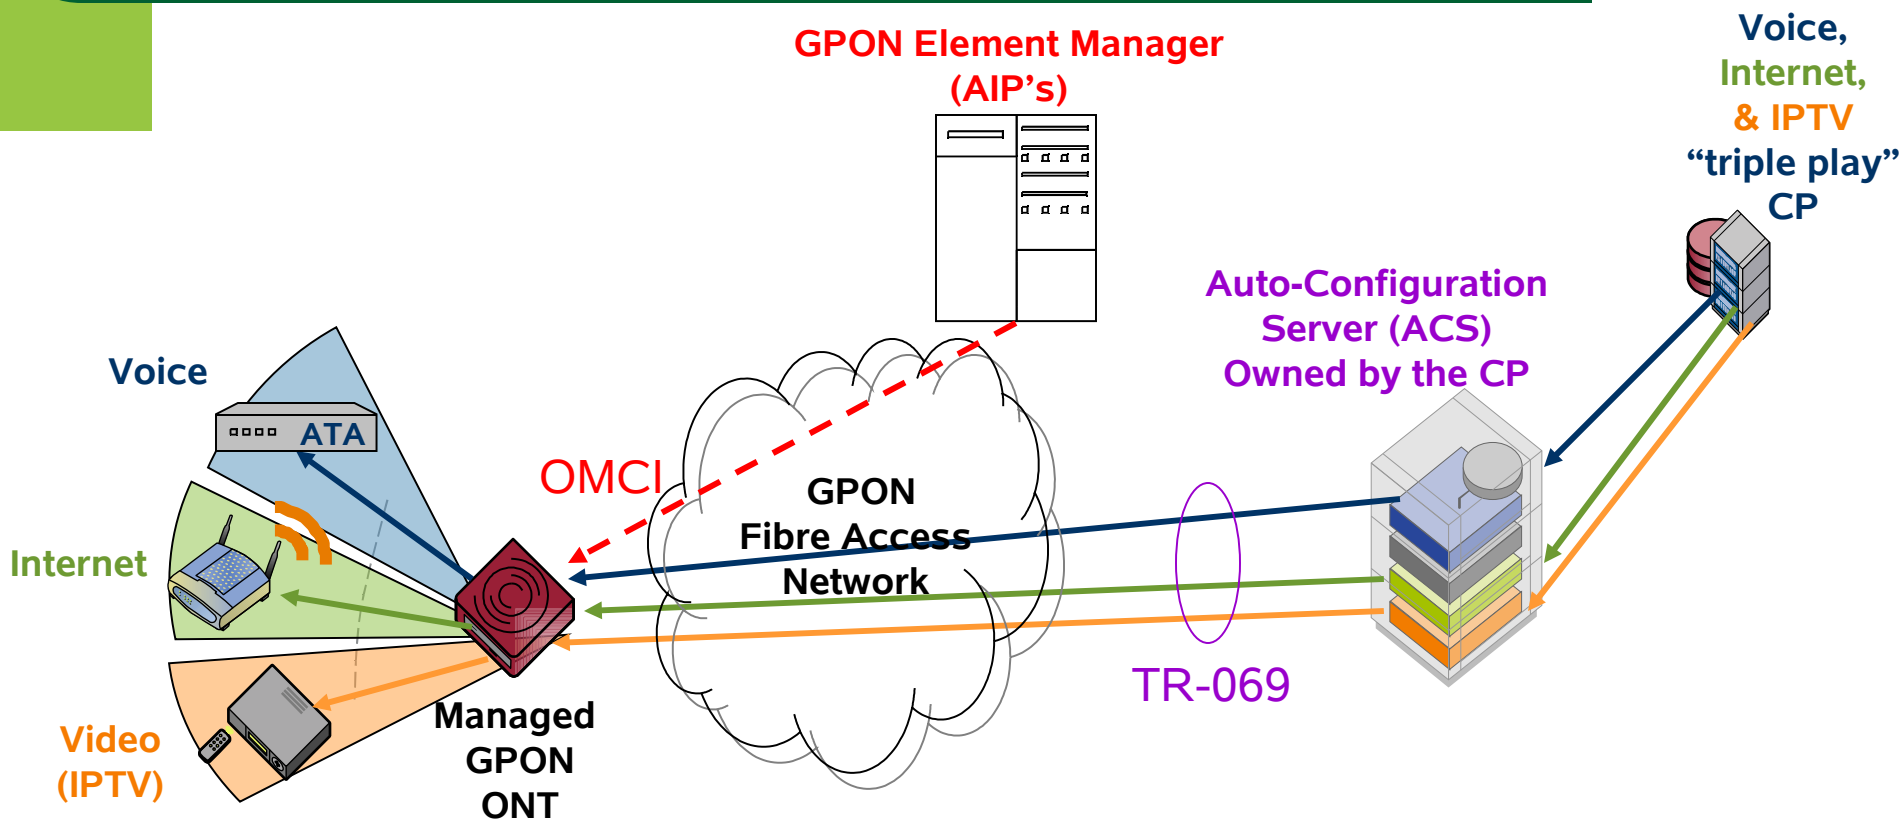 GPON Element Manager
(AIP's)
Voice,
Internet,
& IPTV
“triple play”
CP
Auto-Configuration
Server (ACS)
Owned by the CP
Voice
ATA
OMCI
GPON
Fibre Access
Network
Internet
TR-069
Managed
GPON
ONT
Video
(IPTV)